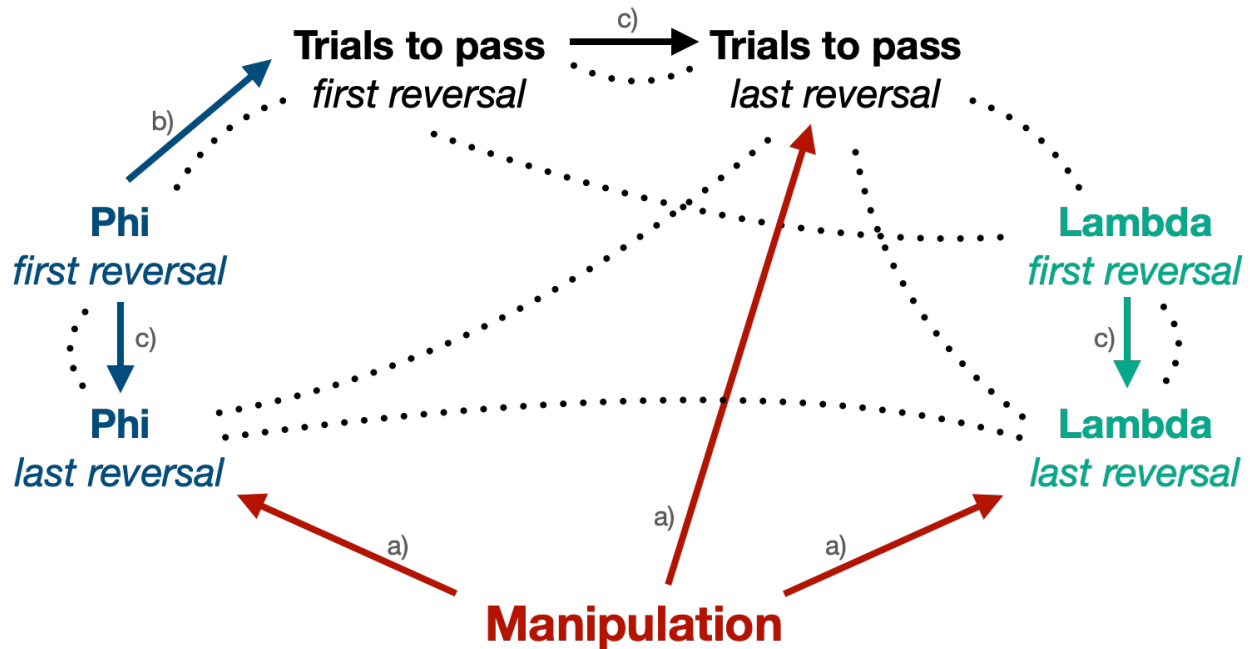 c)
Trials to pass
first reversal
Trials to pass
last reversal
b)
Phi
first reversal
Lambda
first reversal
c)
c)
Phi
last reversal
Lambda
last reversal
a)
a)
a)
Manipulation